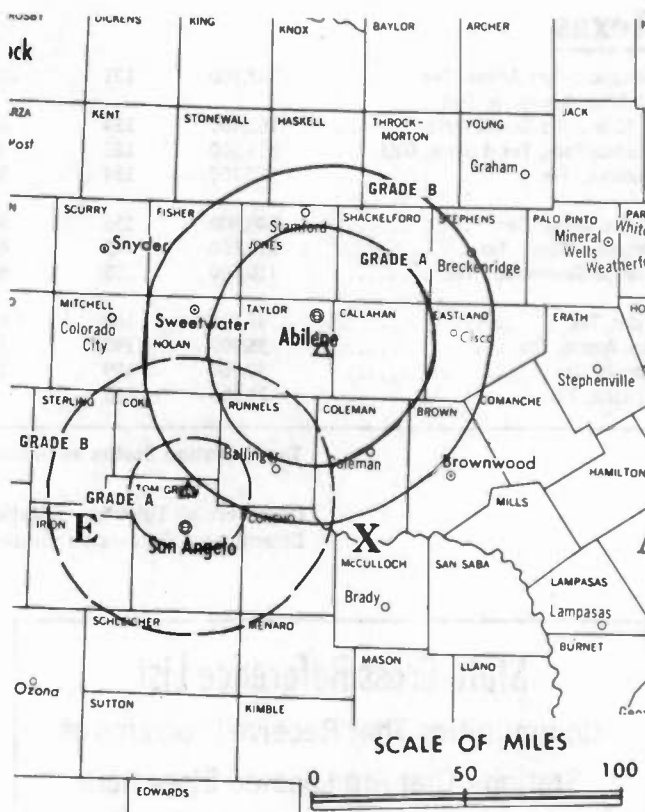 DICKENS
KING
KNOX
BAYLOR
ARCHER
ock
KENT
STONEWALL
HASKELL
THROCK-
MORTON
YOUNG
JACK
Post
Graham
GRADE B
SCURRY
FISHER
JONES
Stamford
SHACKELFORD
STEPHENS
PALO PINTO
Snyder
GRADE A
Breckenridge
Mineral
Wells
Weatherf
MITCHELL
Colorado
City
Sweetwater
NOLAN
TAYLOR
Abilene
CALLAHAN
EASTLAND
Cisco
ERATH
Stephenville
STERLING
COKE
RUNNELS
COLEMAN
BROWN
COMANCHE
GRADE B
Ballinger
Coleman
Brownwood
HAMILTON
GRADE A
TOM GREEN
MILLS
IRION
E
San Angelo
CONCHO
X
McCULLOCH
SAN SABA
Brady
LAMPASAS
Lampasas
SCHLEICHER
MENARD
BURNET
MASON
LLANO
Ozona
SUTTON
KIMBLE
SCALE OF MILES
0 50 100
EDWARDS